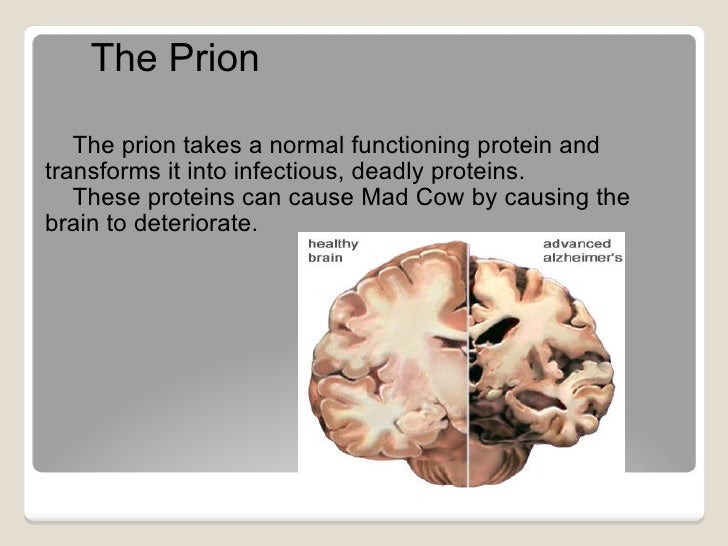 The Prion
The prion takes a normal functioning protein and
transforms it into infectious, deadly proteins.
These proteins can cause Mad Cow by causing the
brain to deteriorate.
healthy
brain
advanced
alzheimer's